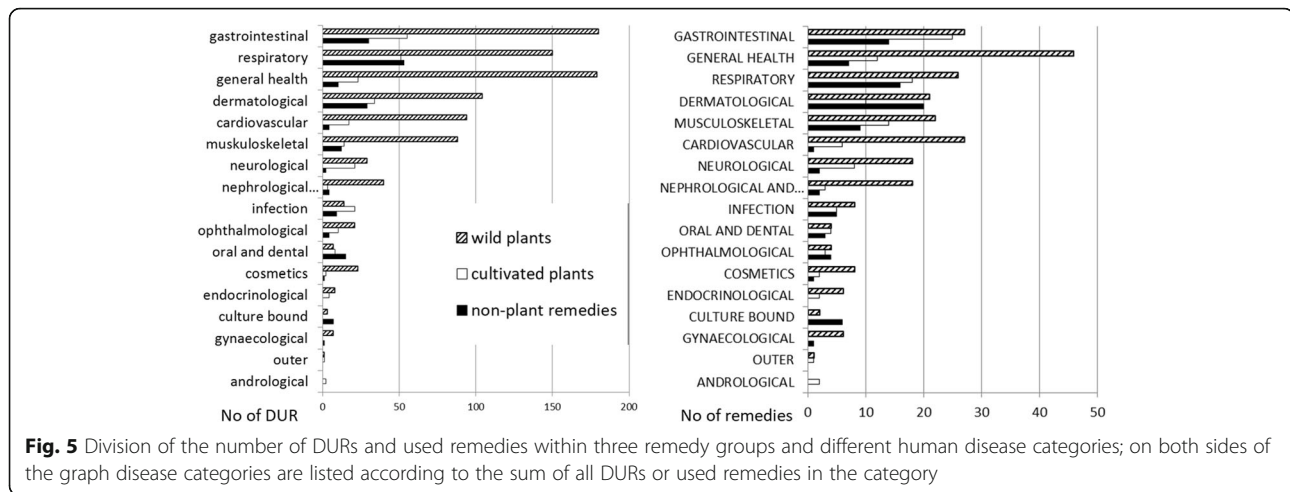 gastrointestinal
respiratory
general health
dermatological
cardiovascular
muskuloskeletal
neurological
nephrological...
infection
ophthalmological
oral and dental
cosmetics
endocrinological
culture bound
gynaecological
outer
andrological
No of DUR
0 50 100 150 200
wild plants
cultivated plants
non-plant remedies
GASTROINTESTINAL
GENERAL HEALTH
RESPIRATORY
DERMATOLOGICAL
MUSCULOSKELETAL
CARDIOVASCULAR
NEUROLOGICAL
NEPHROLOGICAL AND...
INFECTION
ORAL AND DENTAL
OPHTHALMOLOGICAL
COSMETICS
ENDOCRINOLOGICAL
CULTURE BOUND
GYNAECOLOGICAL
OUTER
ANDROLOGICAL
No of remedies
0 10 20 30 40 50
Fig. 5 Division of the number of DURs and used remedies within three remedy groups and different human disease categories; on both sides of
the graph disease categories are listed according to the sum of all DURs or used remedies in the category